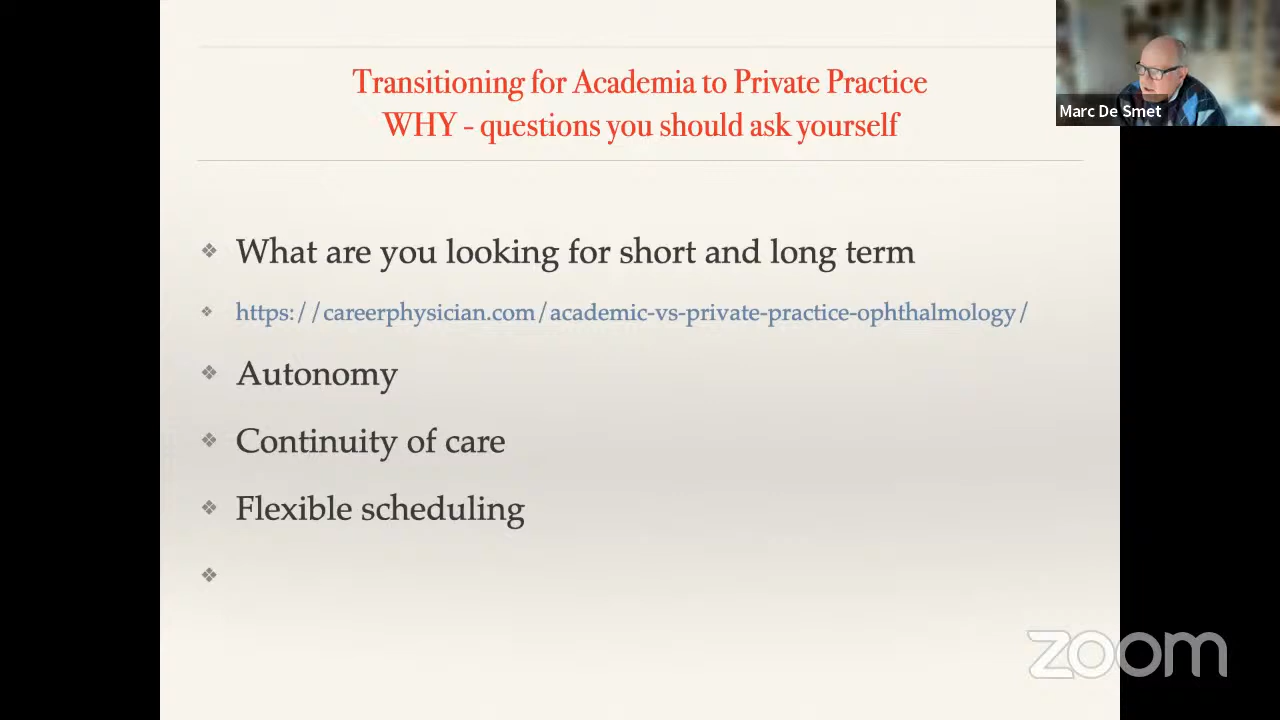 Transitioning for Academia to Private Practice
WHY - questions you should ask yourself
Marc De Smet
What are you looking for short and long term
https://careerphysician.com/academic-vs-private-practice-ophthalmology/
Autonomy
Continuity of care
Flexible scheduling
zoom